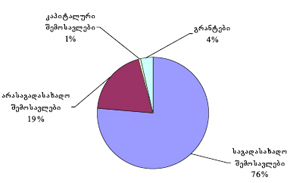 კაპიტალური
შემოსავლები
1%
გრანტები
4%
არასაგადასახადო
შემოსავლები
19%
საგადასახადო
შემოსავლები
76%